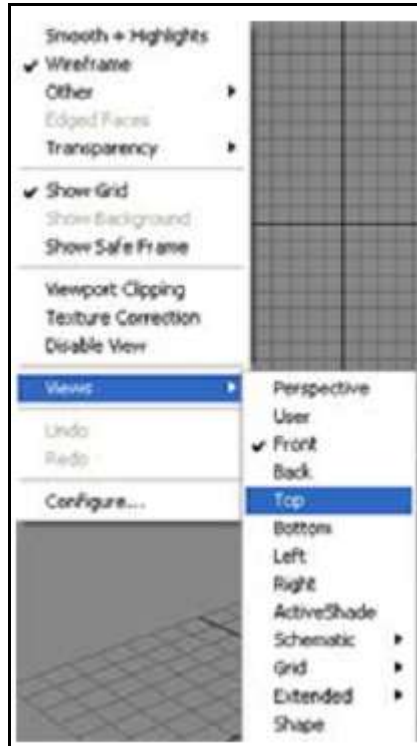 Smooth + Highlights
Wireframe
Other
Edged Faces
Transparency
Show Grid
Show Background
Show Safe Frame
Viewport Clipping
Texture Correction
Disable View
Views
Undo
Redo
Configure...
Perspective
User
Front
Back
Top
Bottom
Left
Right
ActiveShade
Schematic
Grid
Extended
Shape